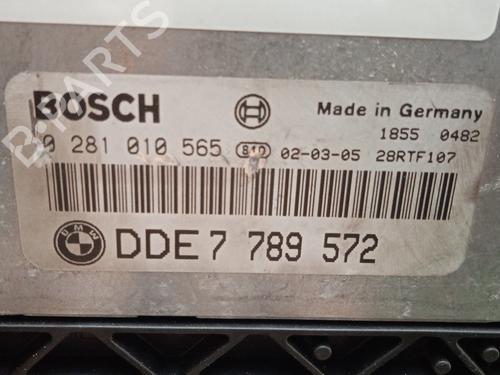 BOSCH
Made in Germany
1855 0482
0 281 010 565 02-03-05 28RTF107
BMW
DDE 7 789 572
B-PARTS